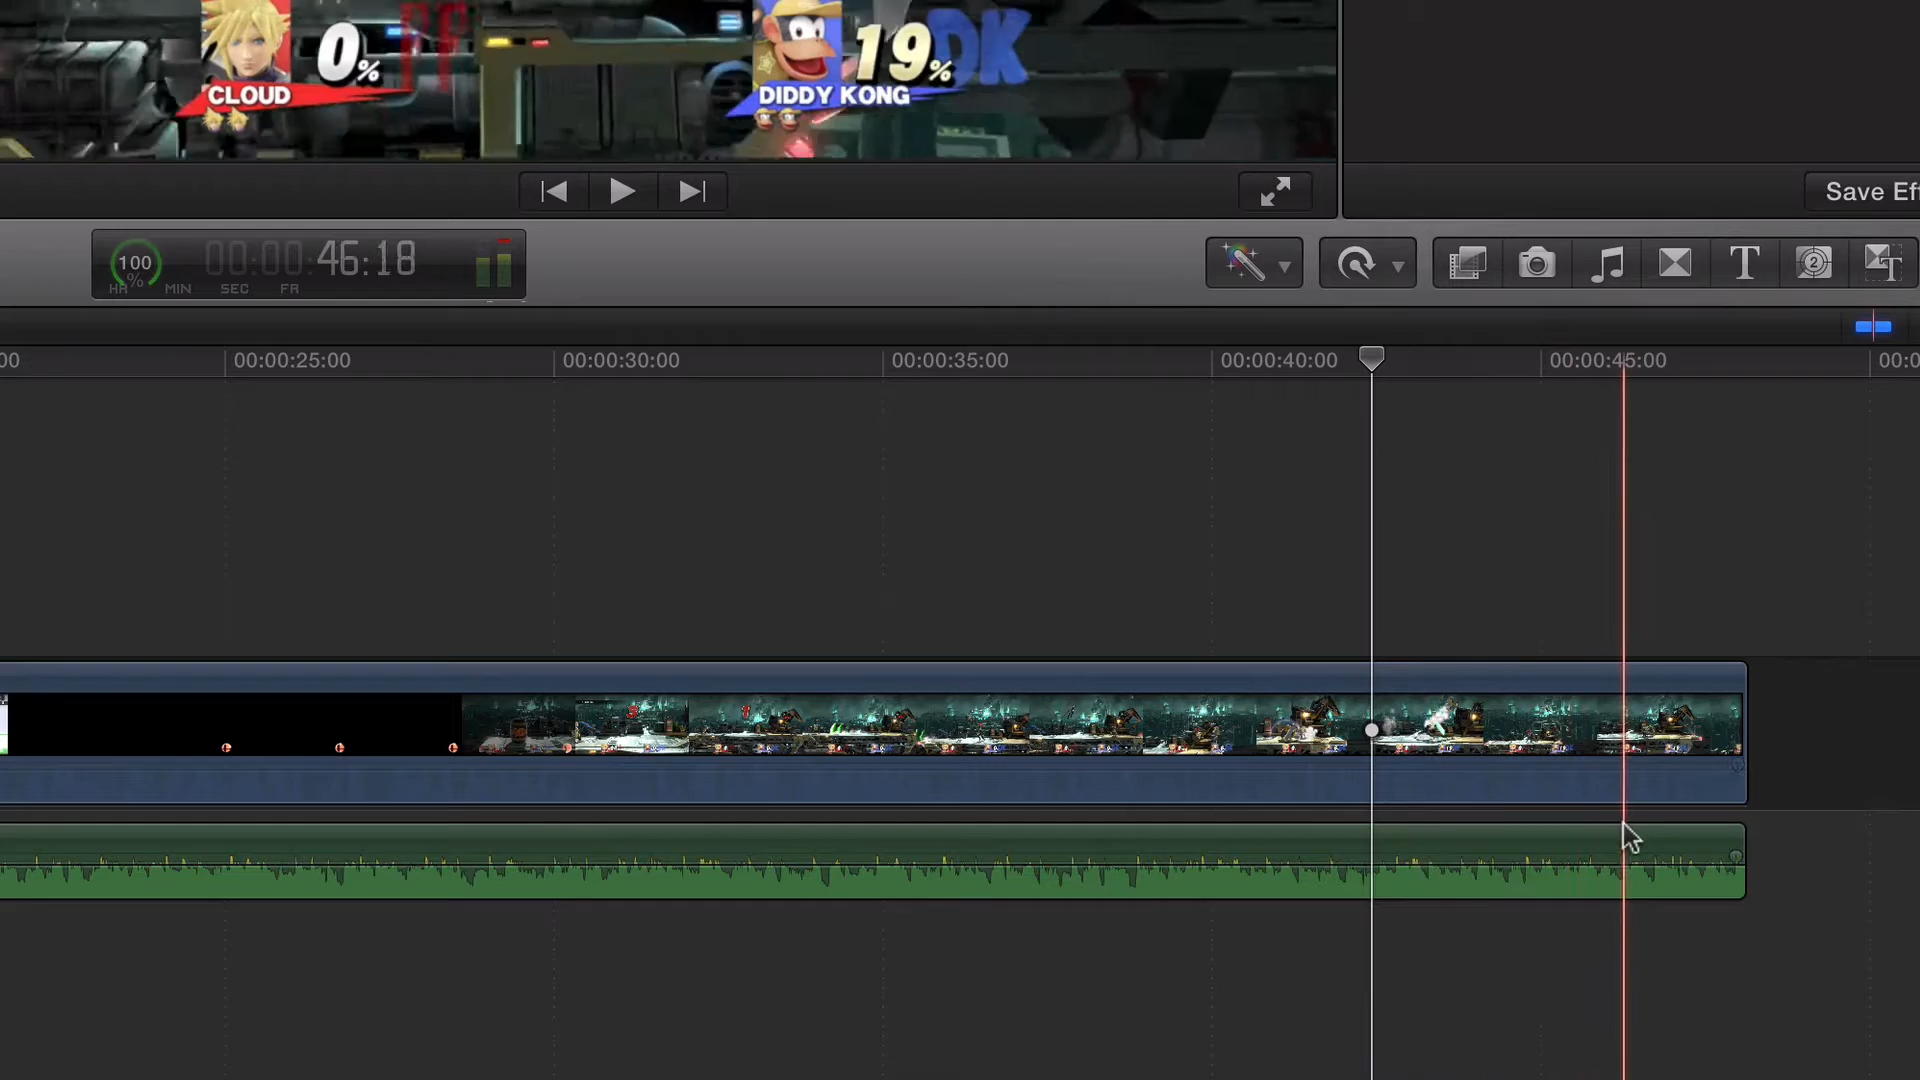 0%
19%
DK
CLOUD
DIDDY KONG
Save Ef
100
%
00:00:46:18
HR MIN SEC FR
T
2
T
00
00:00:25:00
00:00:30:00
00:00:35:00
00:00:40:00
00:00:45:00
00:0